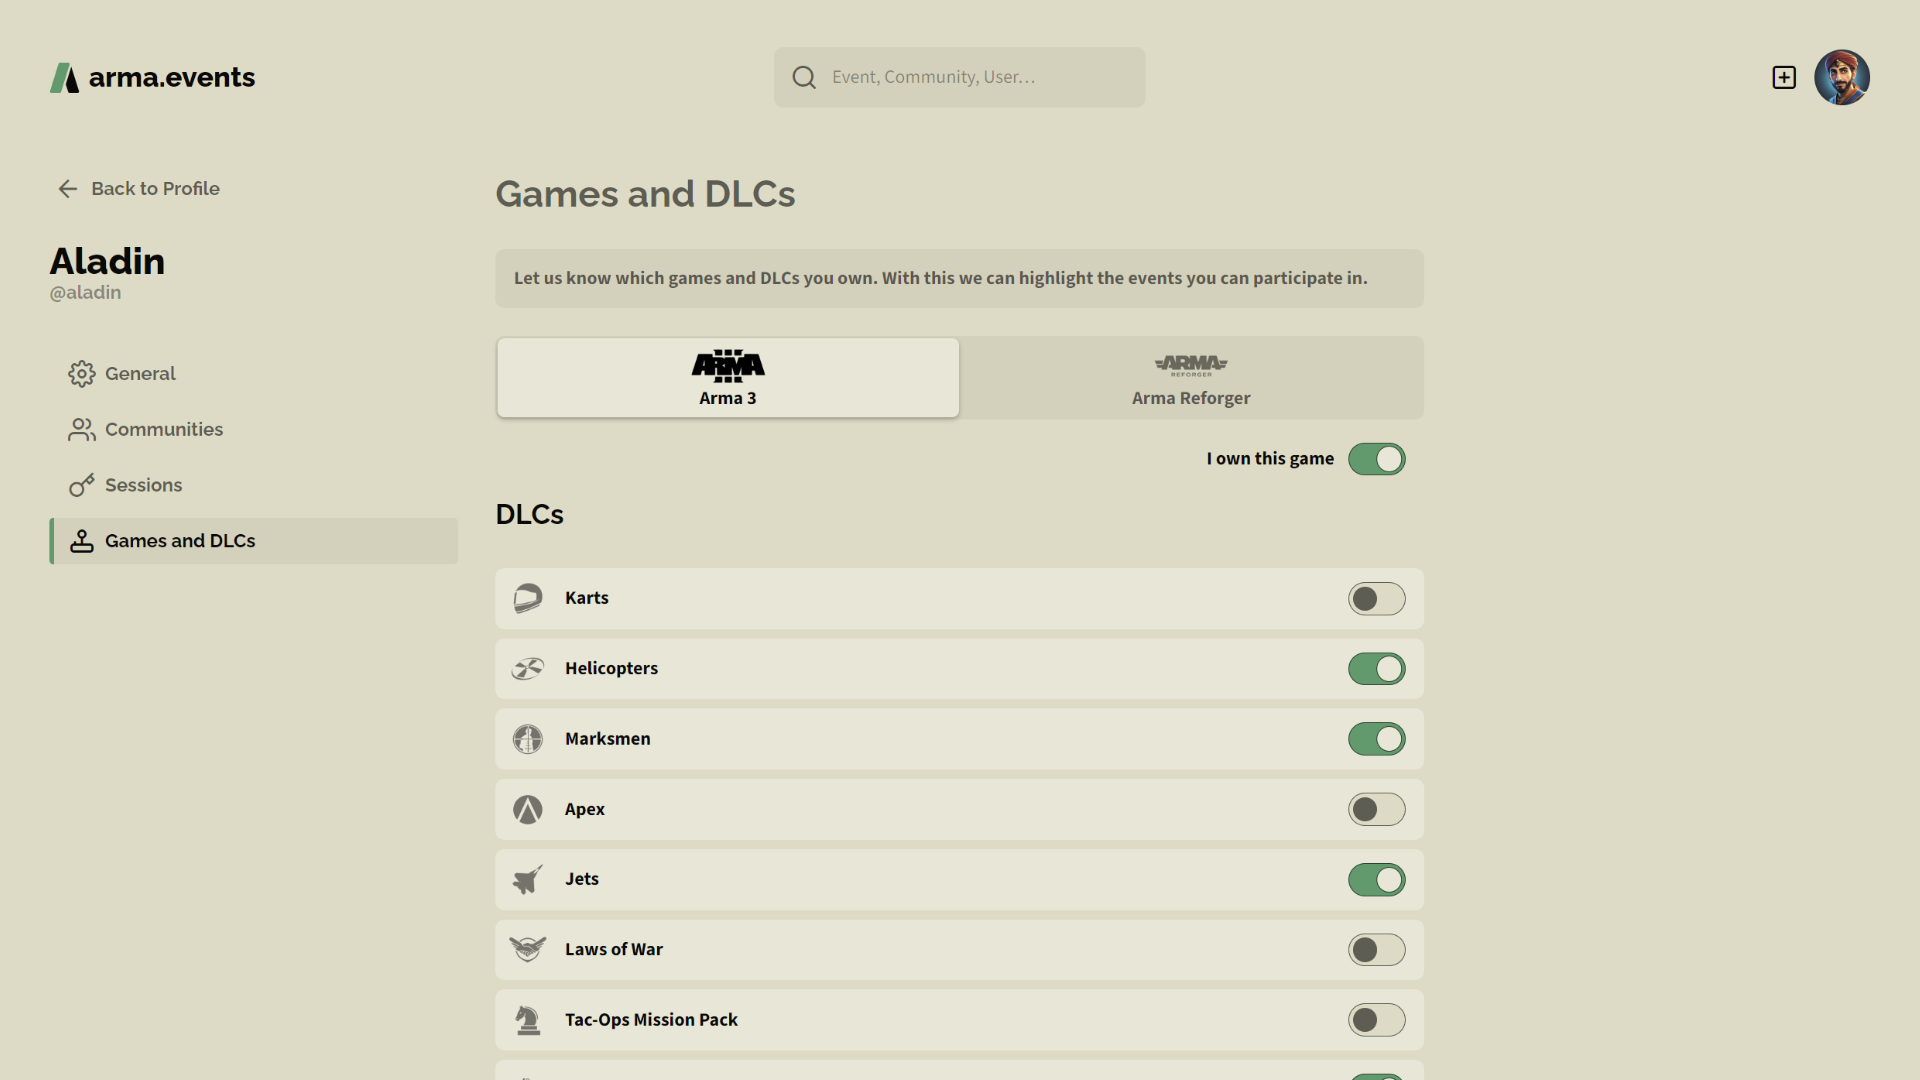 arma.events
Event, Community, User...
Back to Profile
Aladin
@aladin
General
Communities
Sessions
Games and DLCs
Games and DLCs
Let us know which games and DLCs you own. With this we can highlight the events you can participate in.
ARMA
Arma 3
ARMA
REFORGER
Arma Reforger
I own this game
DLCs
Karts
Helicopters
Marksmen
Apex
Jets
Laws of War
Tac-Ops Mission Pack